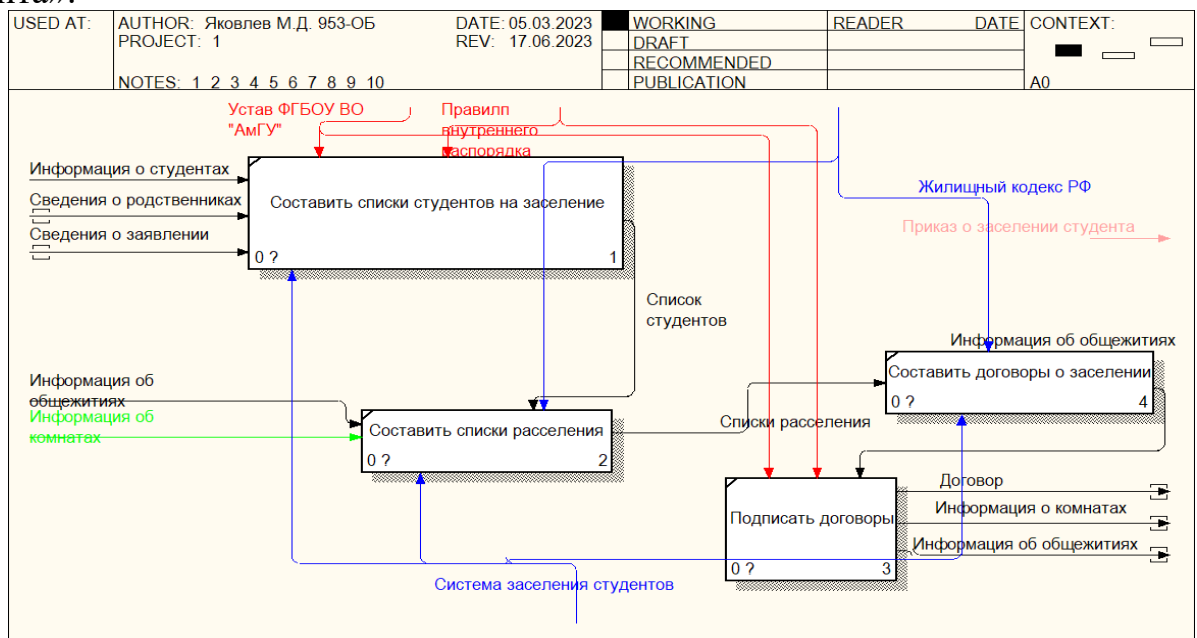 нта».
USED AT:
AUTHOR: Яковлев М.Д. 953-ОБ
DATE: 05.03.2023
PROJECT: 1
REV: 17.06.2023
NOTES: 1 2 3 4 5 6 7 8 9 10
WORKING
DRAFT
RECOMMENDED
PUBLICATION
READER
DATE
CONTEXT:
A0
Устав ФГБОУ ВО
"АмГУ"
Правилп
внутреннего
распорядка
Информация о студентах
Сведения о родственниках
Сведения о заявлении
Составить списки студентов на заселение
0 ?
1
Жилищный кодекс РФ
Приказ о заселении студента
Список
студентов
Информация об общежитиях
Составить договоры о заселении
0 ?
4
Информация об
общежитиях
Информация об
комнатах
Составить списки расселения
0 ?
2
Списки расселения
Подписать договоры
0 ?
3
Договор
Информация о комнатах
Информация об общежитиях
Система заселения студентов